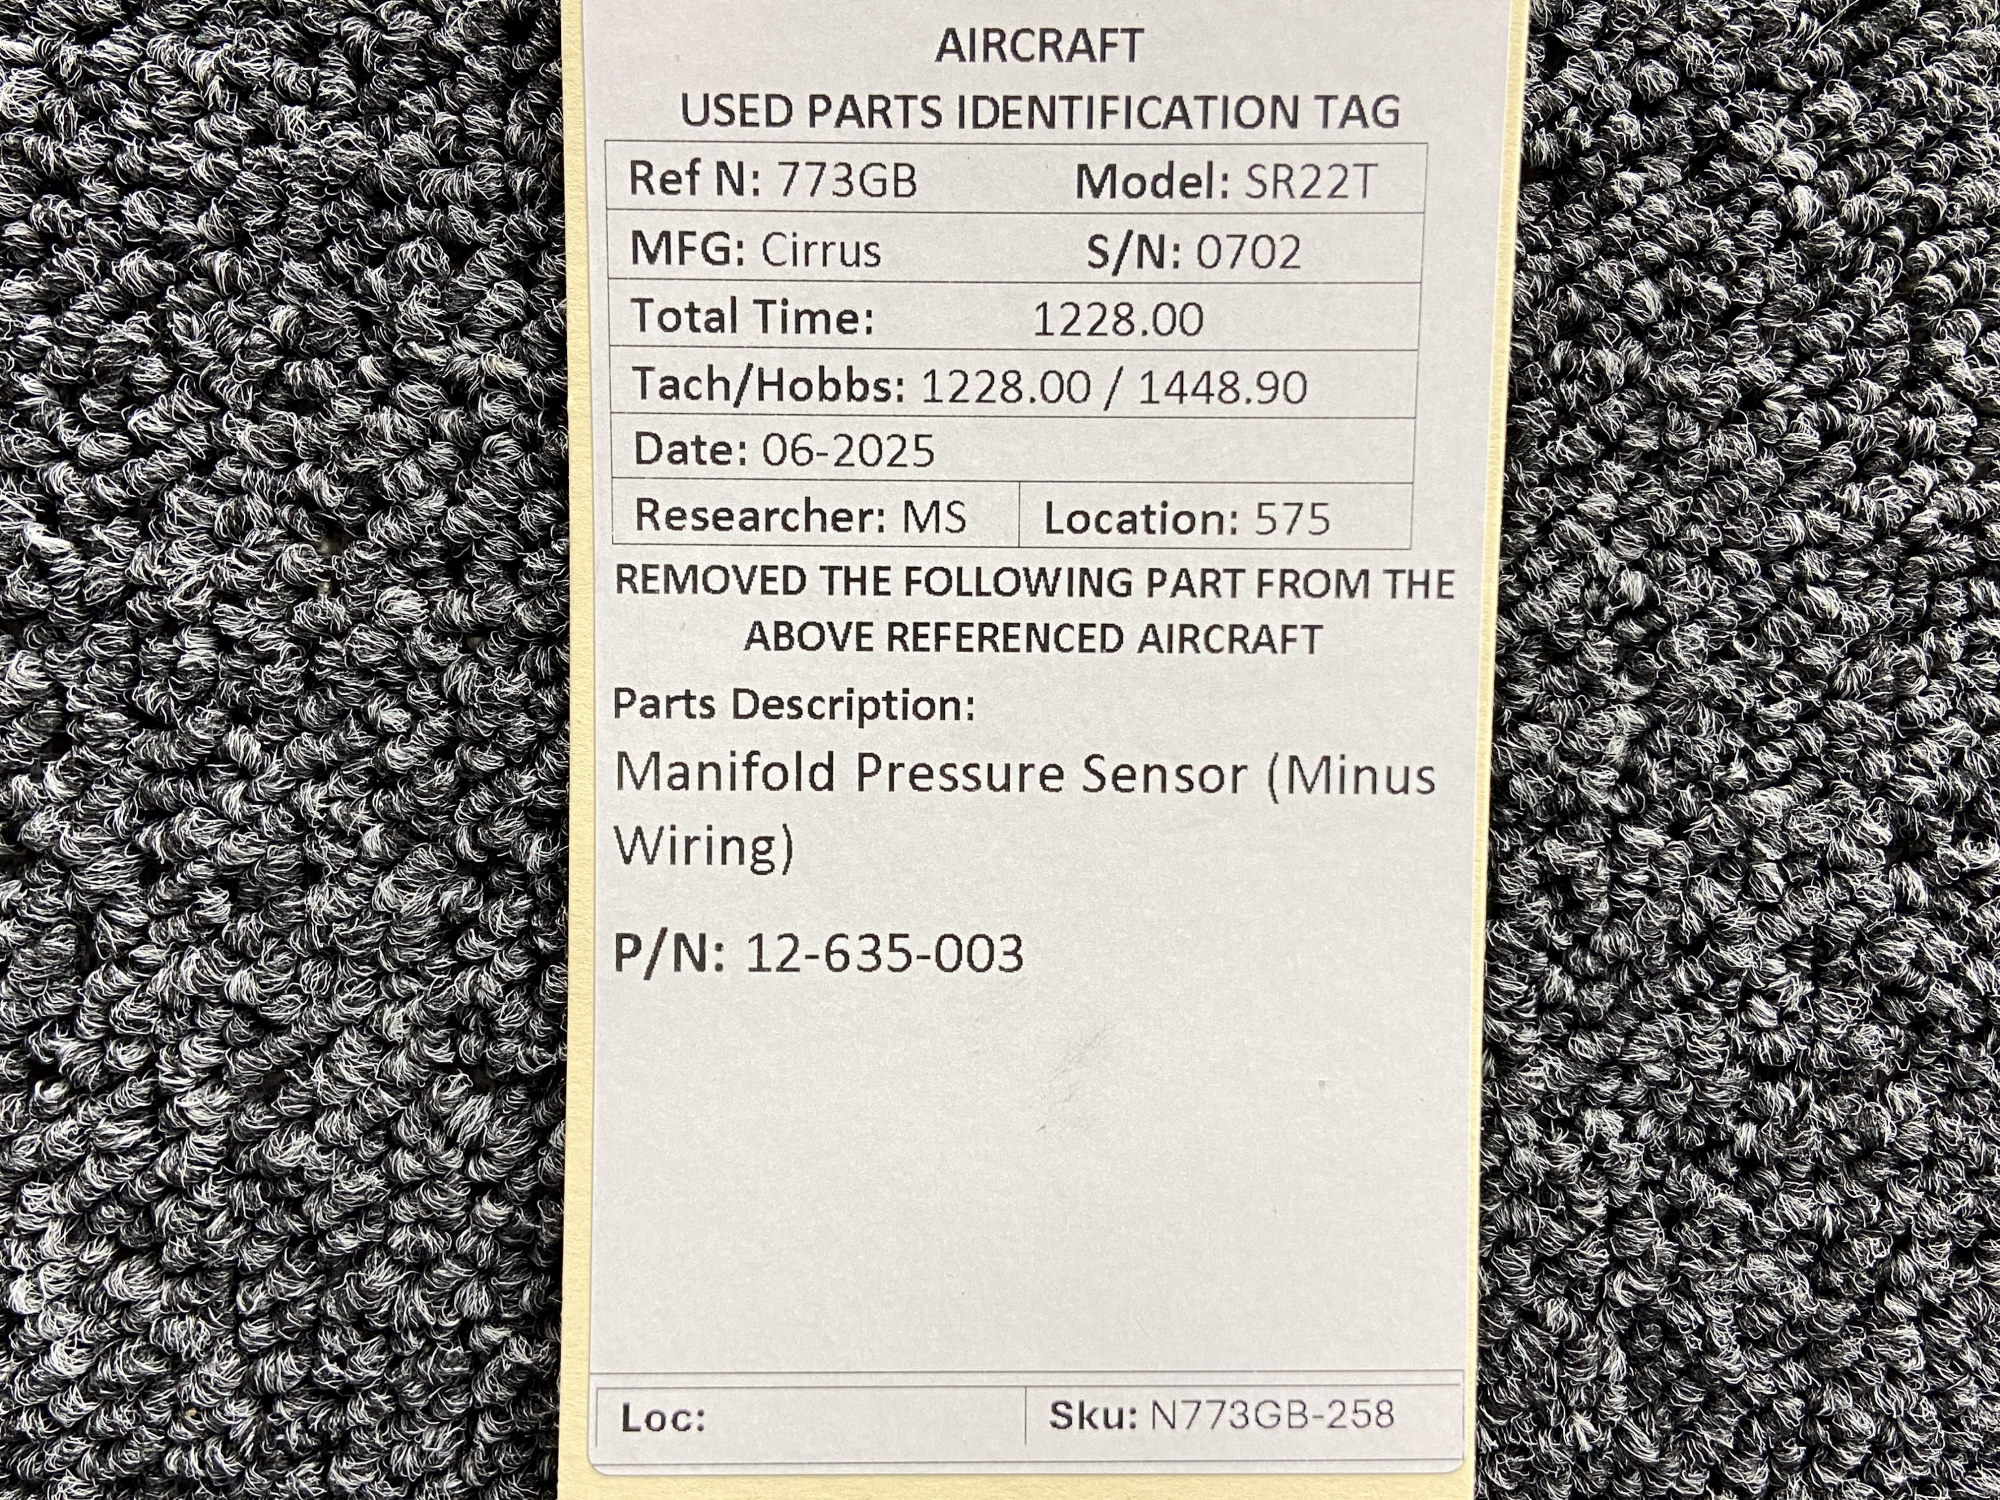 AIRCRAFT
USED PARTS IDENTIFICATION TAG
Ref N: 773GB Model: SR22T
MFG: Cirrus S/N: 0702
Total Time: 1228.00
Tach/Hobbs: 1228.00 / 1448.90
Date: 06-2025
Researcher: MS Location: 575
REMOVED THE FOLLOWING PART FROM THE
ABOVE REFERENCED AIRCRAFT
Parts Description:
Manifold Pressure Sensor (Minus
Wiring)
P/N: 12-635-003
Loc: Sku: N773GB-258